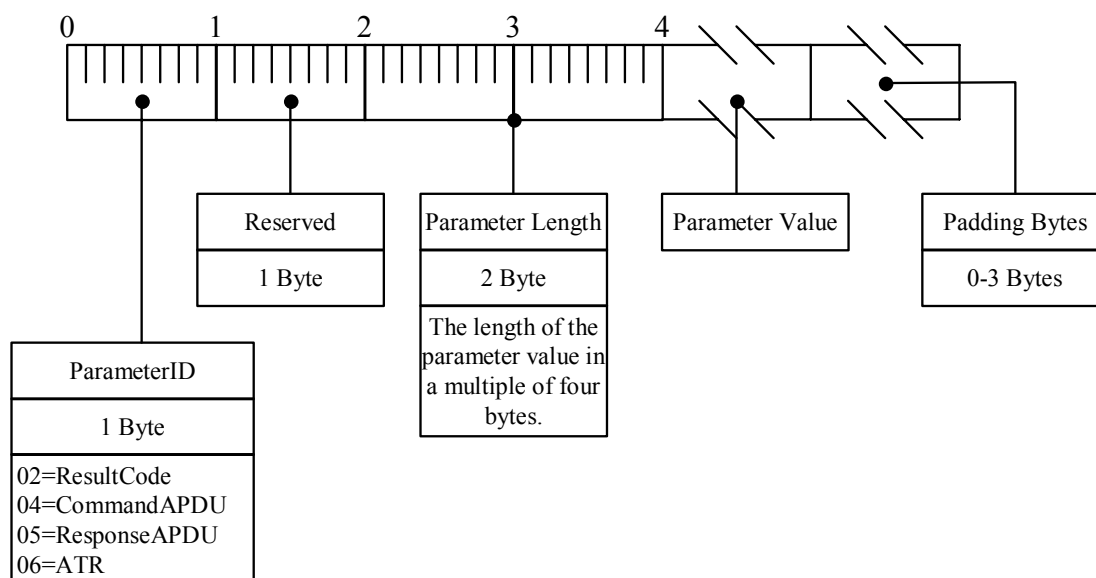 0 1 2 3 4
Reserved
1 Byte
Parameter Length
2 Byte
The length of the
parameter value in
a multiple of four
bytes.
Parameter Value
Padding Bytes
0-3 Bytes
ParameterID
1 Byte
02=ResultCode
04=CommandAPDU
05=ResponseAPDU
06=ATR